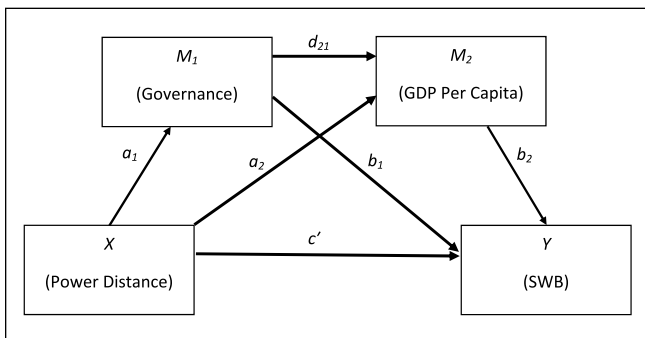 d21
M1
(Governance)
M2
(GDP Per Capita)
a1
a2
b1
b2
X
(Power Distance)
c'
Y
(SWB)